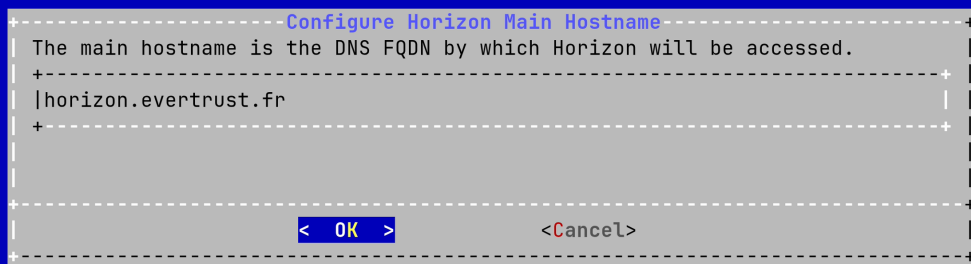 Configure Horizon Main Hostname
The main hostname is the DNS FQDN by which Horizon will be accessed.
horizon.evertrust.fr
< OK > <Cancel>